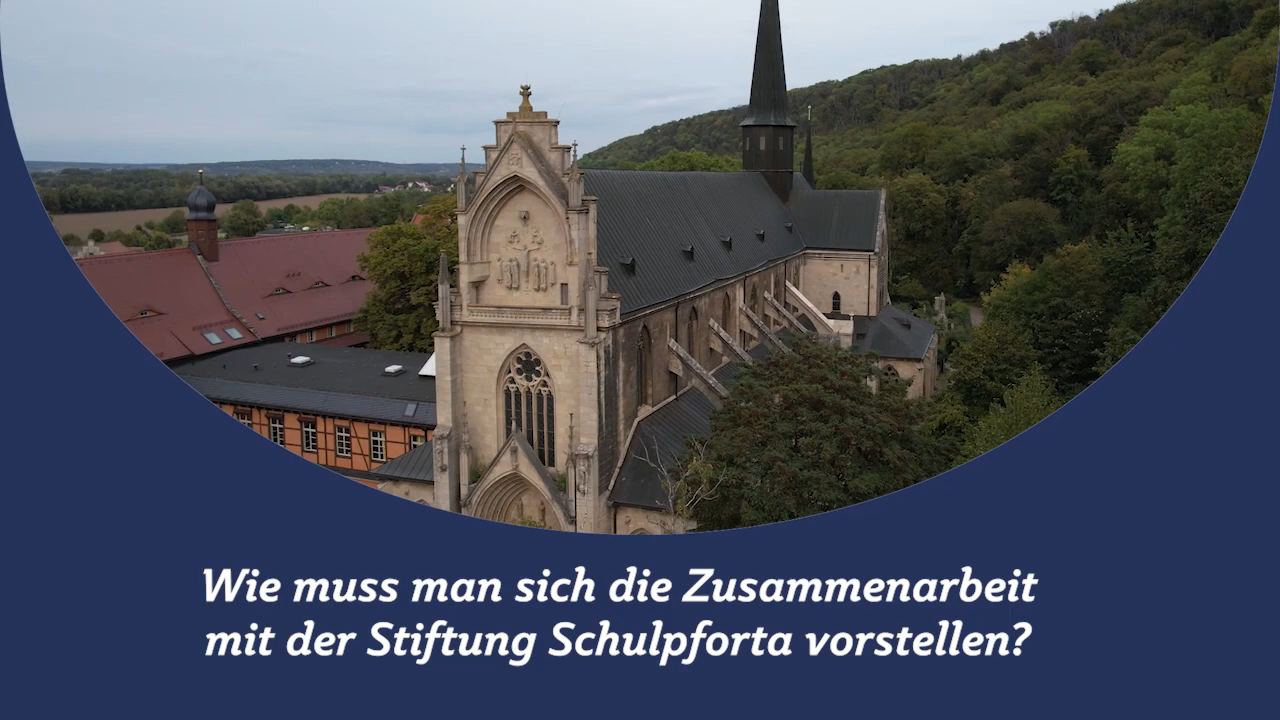 Wie muss man sich die Zusammenarbeit
mit der Stiftung Schulpforta vorstellen?